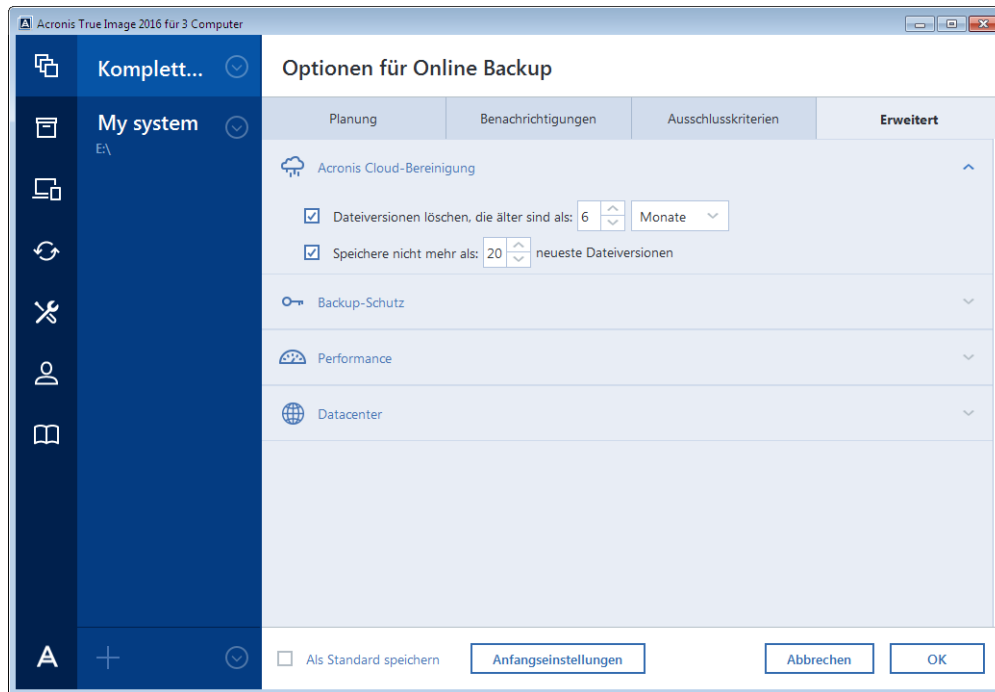 Acronis True Image 2016 für 3 Computer
Komplett...
My system
E:\
Optionen für Online Backup
Planung
Benachrichtigungen
Ausschlusskriterien
Erweitert
Acronis Cloud-Bereinigung
Dateiversionen löschen, die älter sind als: 6 Monate
Speichere nicht mehr als: 20 neueste Dateiversionen
Backup-Schutz
Performance
Datacenter
Als Standard speichern
Anfangseinstellungen
Abbrechen
OK